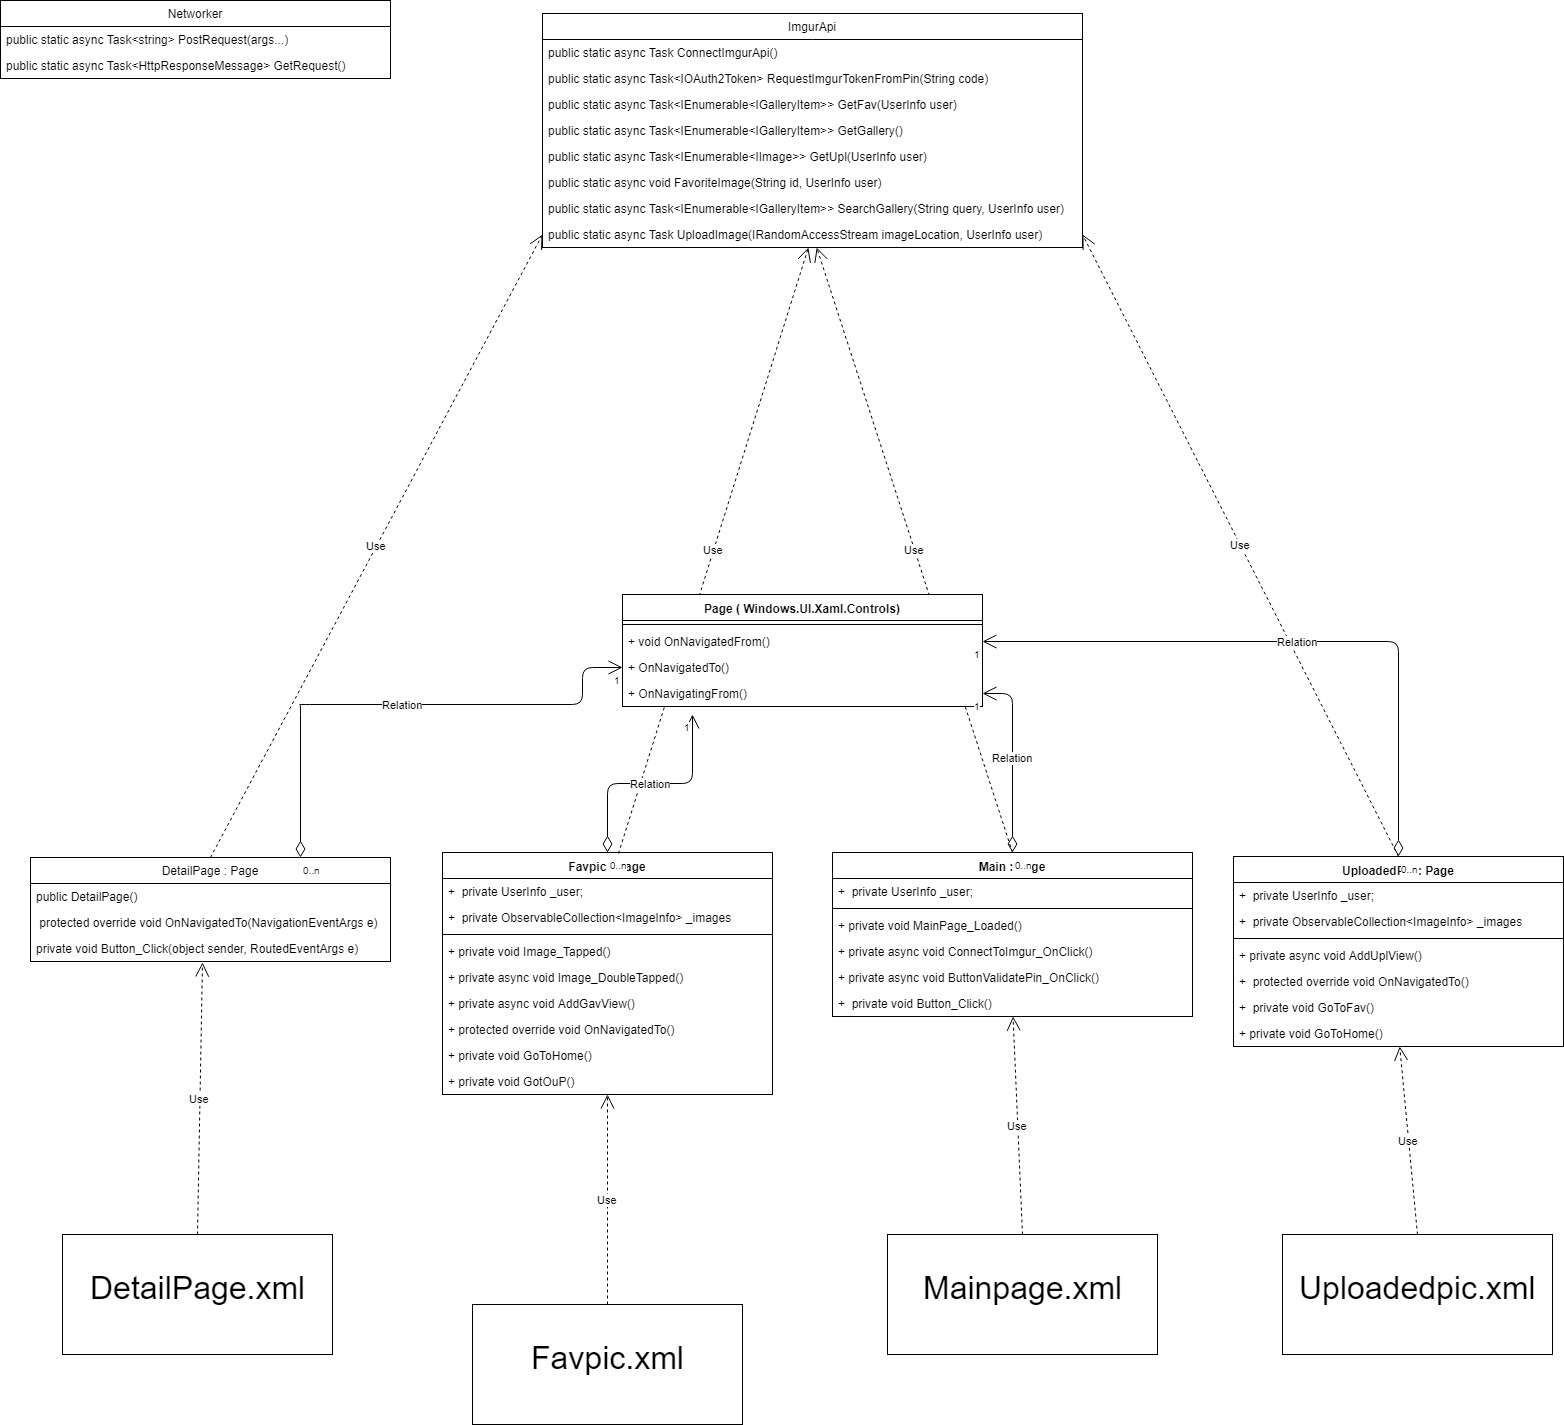 Networker
public static async Task<string> PostRequest(args...)
public static async Task<HttpResponseMessage> GetRequest()
ImgurApi
public static async Task ConnectImgurApi()
public static async Task<IOAuth2Token> RequestImgurTokenFromPin(String code)
public static async Task<IEnumerable<IGalleryItem>> GetFav(UserInfo user)
public static async Task<IEnumerable<IGalleryItem>> GetGallery()
public static async Task<IEnumerable<IImage>> GetUpl(UserInfo user)
public static async void FavoriteImage(String id, UserInfo user)
public static async Task<IEnumerable<IGalleryItem>> SearchGallery(String query, UserInfo user)
public static async Task UploadImage(IRandomAccessStream imageLocation, UserInfo user)
Use
Use
Use
Use
Page ( Windows.UI.Xaml.Controls)
+ void OnNavigatedFrom()
+ OnNavigatedTo()
+ OnNavigatingFrom()
1
1
1
1
Relation
Relation
Relation
Relation
DetailPage : Page
0..n
public DetailPage()
protected override void OnNavigatedTo(NavigationEventArgs e)
private void Button_Click(object sender, RoutedEventArgs e)
Favpic
0..n
age
+ private UserInfo _user;
+ private ObservableCollection<ImageInfo> _images
+ private void Image_Tapped()
+ private async void Image_DoubleTapped()
+ private async void AddGavView()
+ protected override void OnNavigatedTo()
+ private void GoToHome()
+ private void GotOuP()
Main :
0..n
ge
+ private UserInfo _user;
+ private void MainPage_Loaded()
+ private async void ConnectToImgur_OnClick()
+ private async void ButtonValidatePin_OnClick()
+ private void Button_Click()
Uploaded
0..n
: Page
+ private UserInfo _user;
+ private ObservableCollection<ImageInfo> _images
+ private async void AddUplView()
+ protected override void OnNavigatedTo()
+ private void GoToFav()
+ private void GoToHome()
Use
Use
Use
Use
DetailPage.xml
Favpic.xml
Mainpage.xml
Uploadedpic.xml